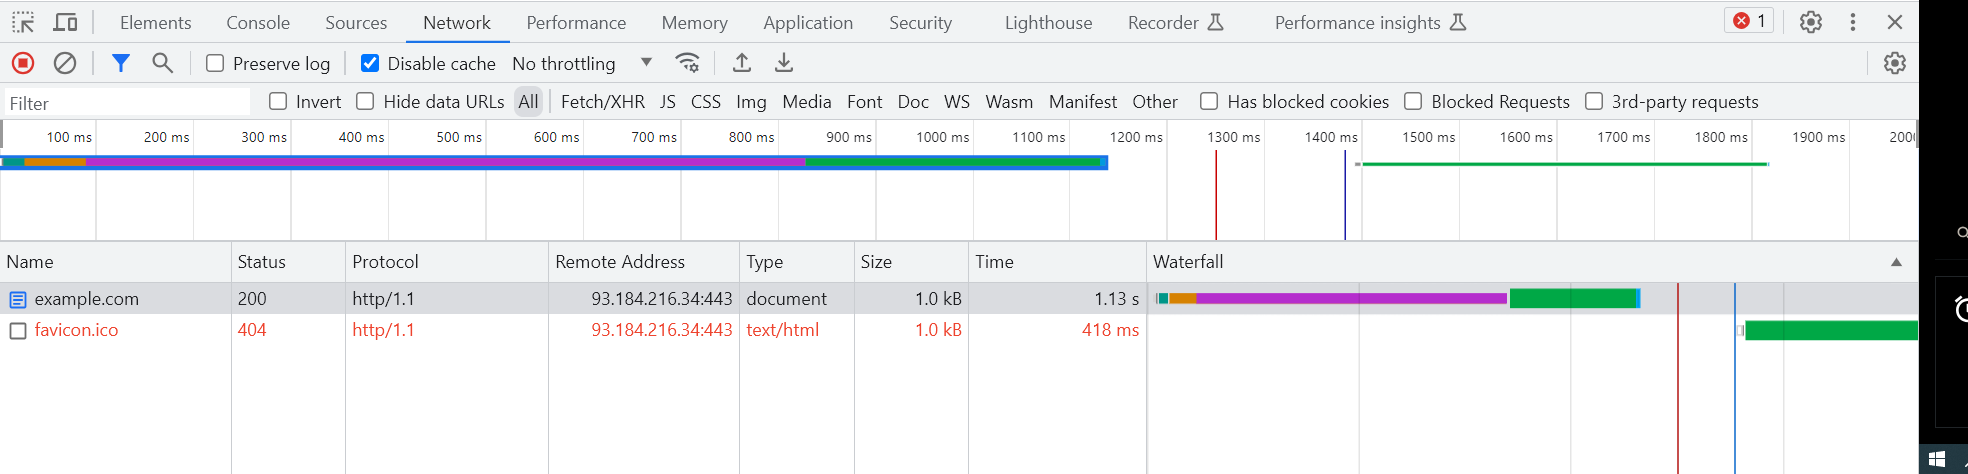 Elements Console Sources Network Performance Memory Application Security Lighthouse Recorder Performance insights 1
Preserve log Disable cache No throttling
Filter Invert Hide data URLs All Fetch/XHR JS CSS Img Media Font Doc WS Wasm Manifest Other Has blocked cookies Blocked Requests 3rd-party requests
100 ms 200 ms 300 ms 400 ms 500 ms 600 ms 700 ms 800 ms 900 ms 1000 ms 1100 ms 1200 ms 1300 ms 1400 ms 1500 ms 1600 ms 1700 ms 1800 ms 1900 ms 2000
Name Status Protocol Remote Address Type Size Time Waterfall
example.com 200 http/1.1 93.184.216.34:443 document 1.0 kB 1.13 s
favicon.ico 404 http/1.1 93.184.216.34:443 text/html 1.0 kB 418 ms